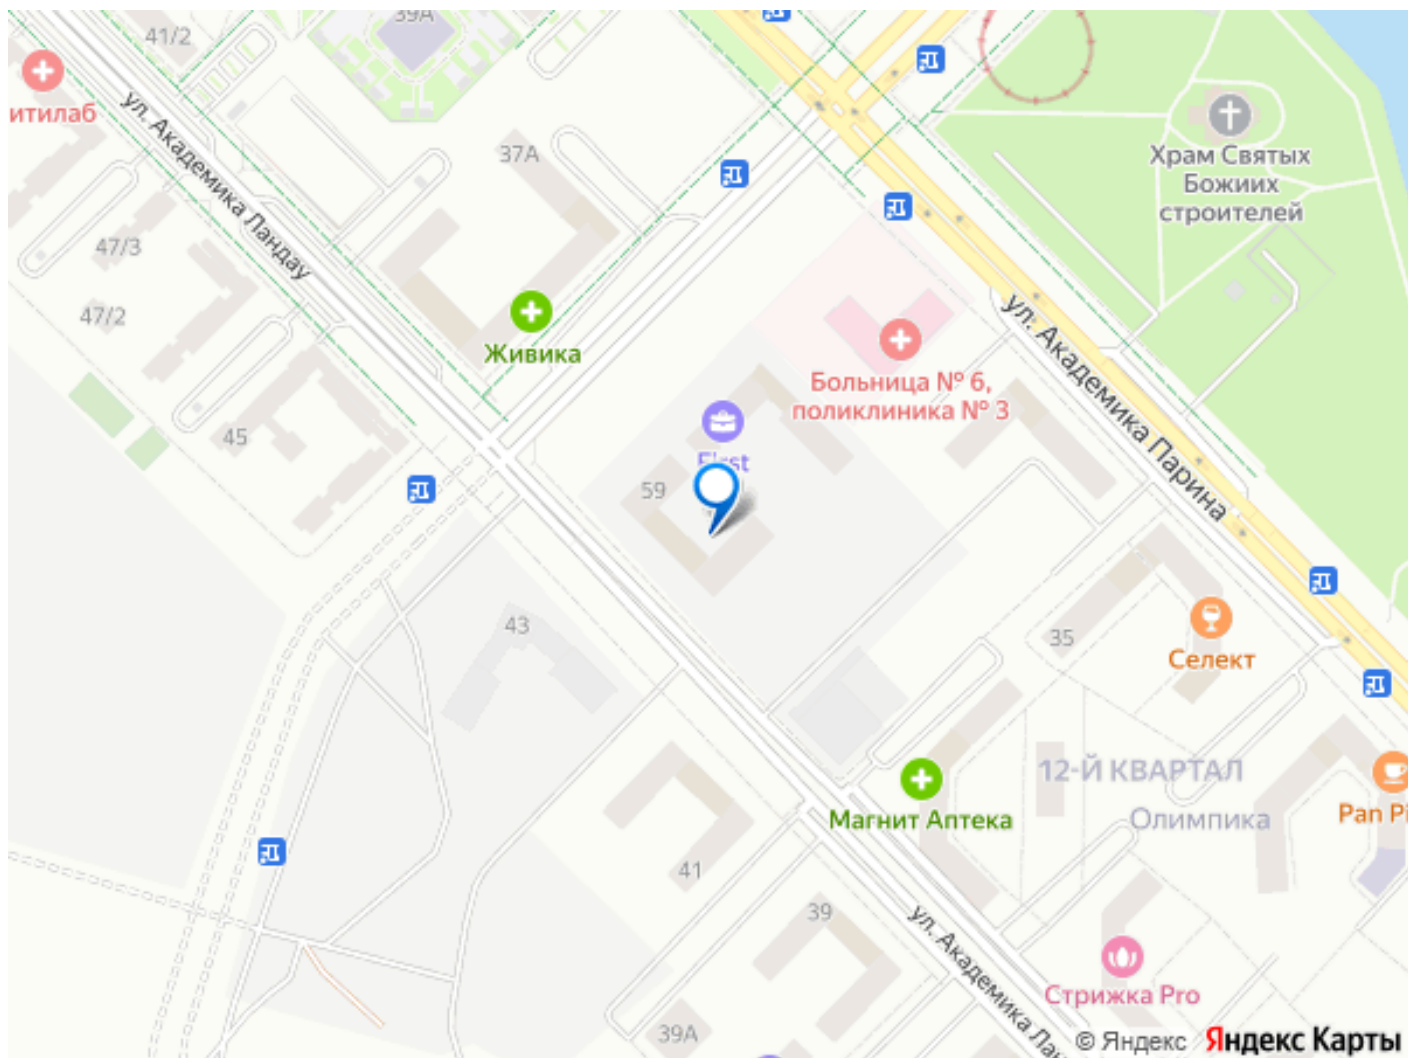 39А
41/2
итилаб
ул. Академика Ландау
37А
Храм Святых
Божиих
строителей
47/3
47/2
Живика
ул. Академика Парина
Больница № 6,
поликлиника № 3
First
45
59
43
35
Селект
12-Й КВАРТАЛ
Олимпика
Магнит Аптека
Pan Pi
41
39
ул. Академика Лан
Стрижка Pro
39А
© Яндекс Яндекс Карты